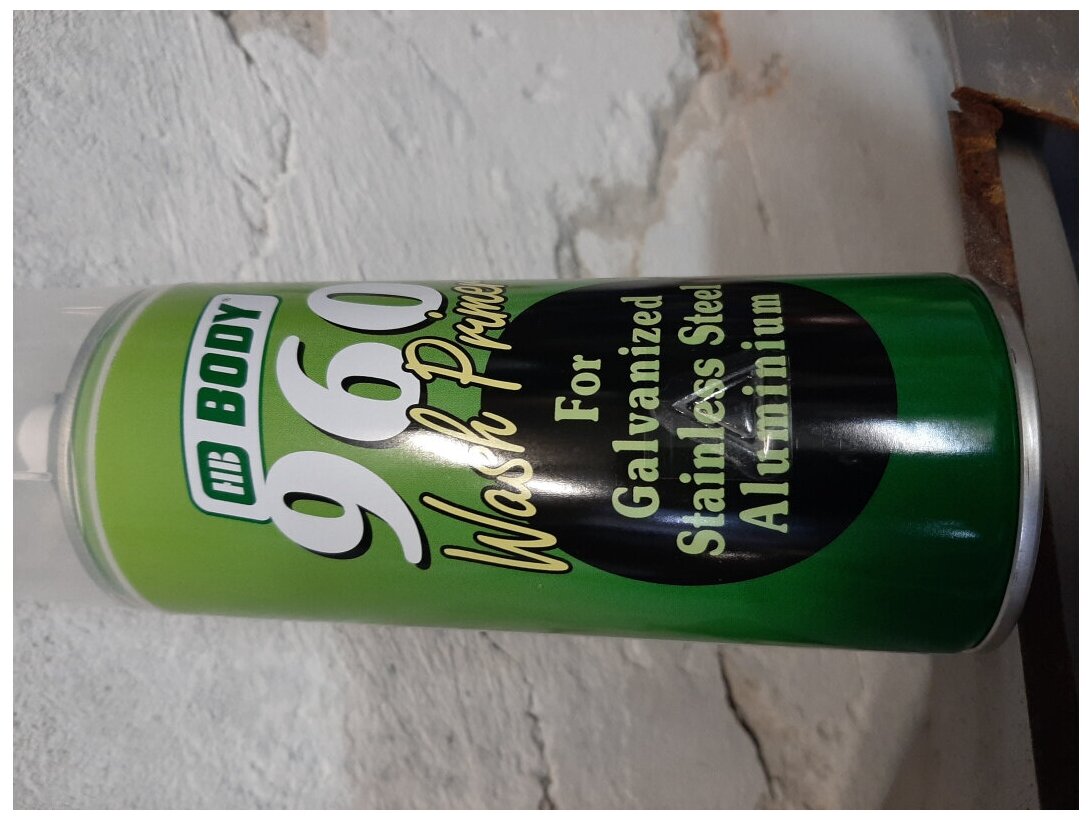 HB BODY®
960
Wash Primer
For
Galvanized
Stainless Steel
Aluminium